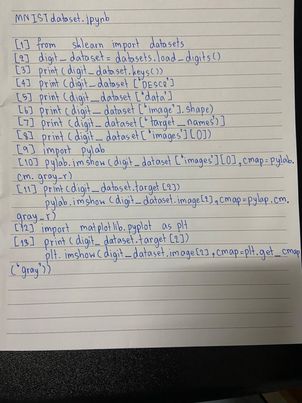 MNIST dataset.ipynb
[1] from sklearn import datasets
[2] digit_dataset = datasets.load_digits()
[3] print(digit_dataset.keys())
[4] print(digit_dataset['DESCR']
[5] print(digit_dataset['data']
[6] print(digit_dataset['image'].shape)
[7] print(digit_dataset['target_names')]
[8] print(digit_dataset['images'][0])
[9] import pylab
[10] pylab.imshow(digit_dataset['images'][0],cmap=pylab.
cm.gray_r)
[11] print(digit_dataset.target[2])
pylab.imshow(digit_dataset.image[2],cmap=pylap.cm.
gray_r)
[12] import matplotlib.pyplot as plt
[13] print(digit_dataset.target[2])
plt.imshow(digit_dataset.image[2],cmap=plt.get_cmap
("gray"))